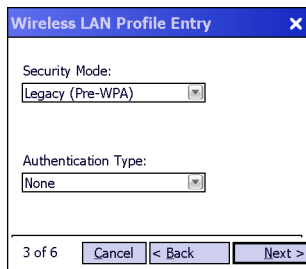 Wireless LAN Profile Entry
Security Mode:
Legacy (Pre-WPA)
Authentication Type:
None
3 of 6 Cancel < Back Next >